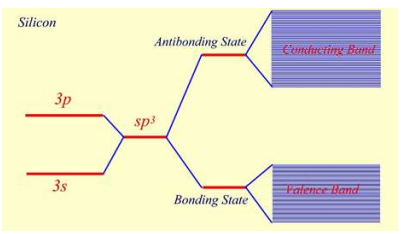 Silicon
Antibonding State
Conducting Band
3p
sp³
3s
Bonding State
Valence Band